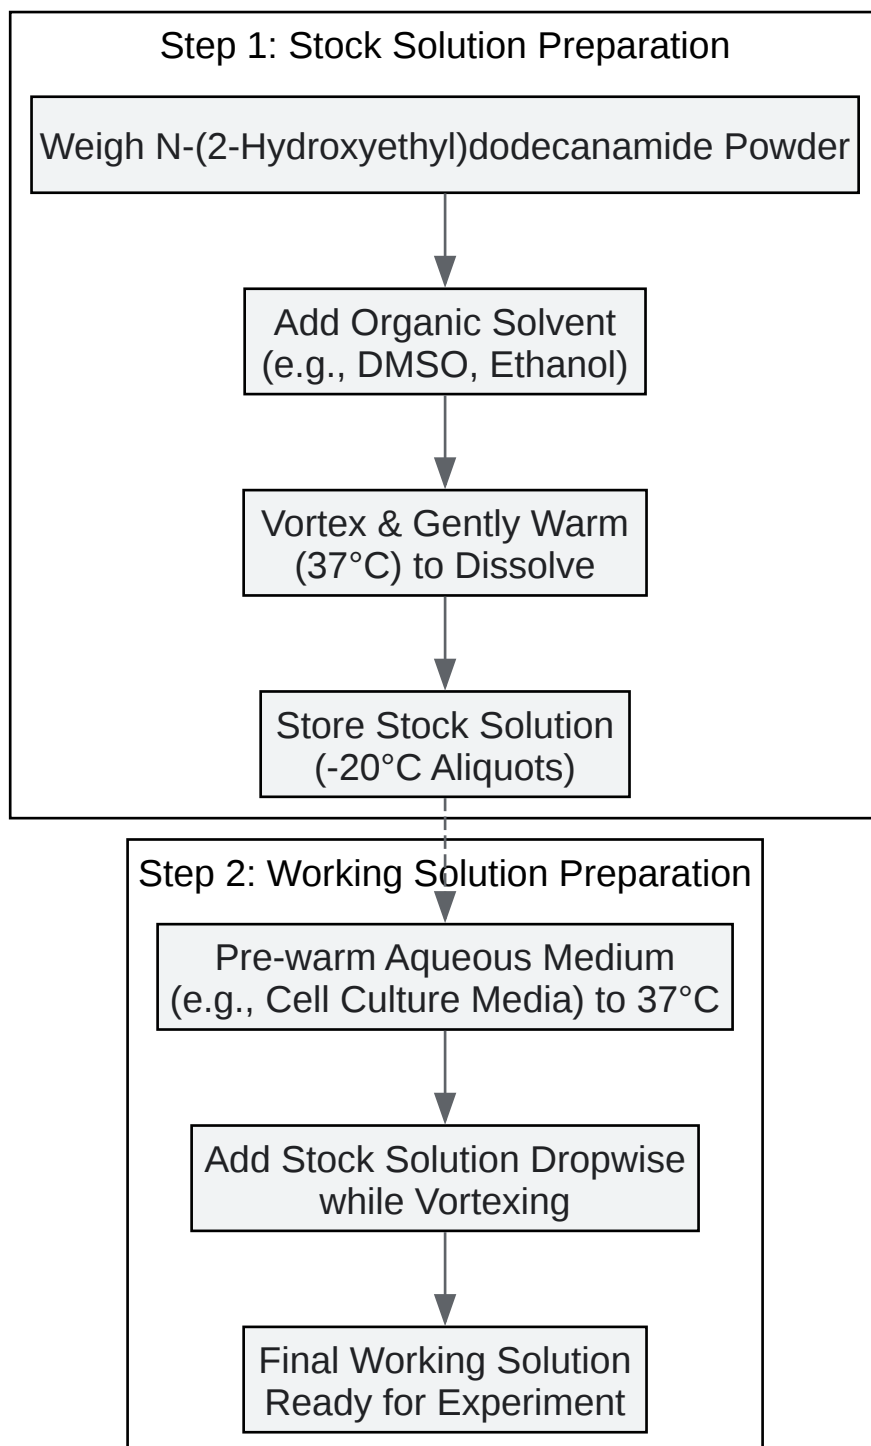 Step 1: Stock Solution Preparation
Weigh N-(2-Hydroxyethyl)dodecanamide Powder
Add Organic Solvent
(e.g., DMSO, Ethanol)
Vortex & Gently Warm
(37°C) to Dissolve
Store Stock Solution
(-20°C Aliquots)
Step 2: Working Solution Preparation
Pre-warm Aqueous Medium
(e.g., Cell Culture Media) to 37°C
Add Stock Solution Dropwise
while Vortexing
Final Working Solution
Ready for Experiment